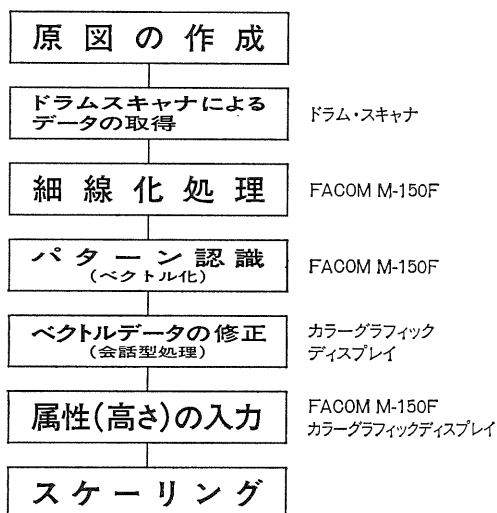 原図の作成
ドラムスキャナによる
データの取得
ドラム・スキャナ
細線化処理
FACOM M-150F
パターン認識
(ベクトル化)
FACOM M-150F
ベクトルデータの修正
(会話型処理)
カラーグラフィック
ディスプレイ
属性(高さ)の入力
FACOM M-150F
カラーグラフィックディスプレイ
スケーリング